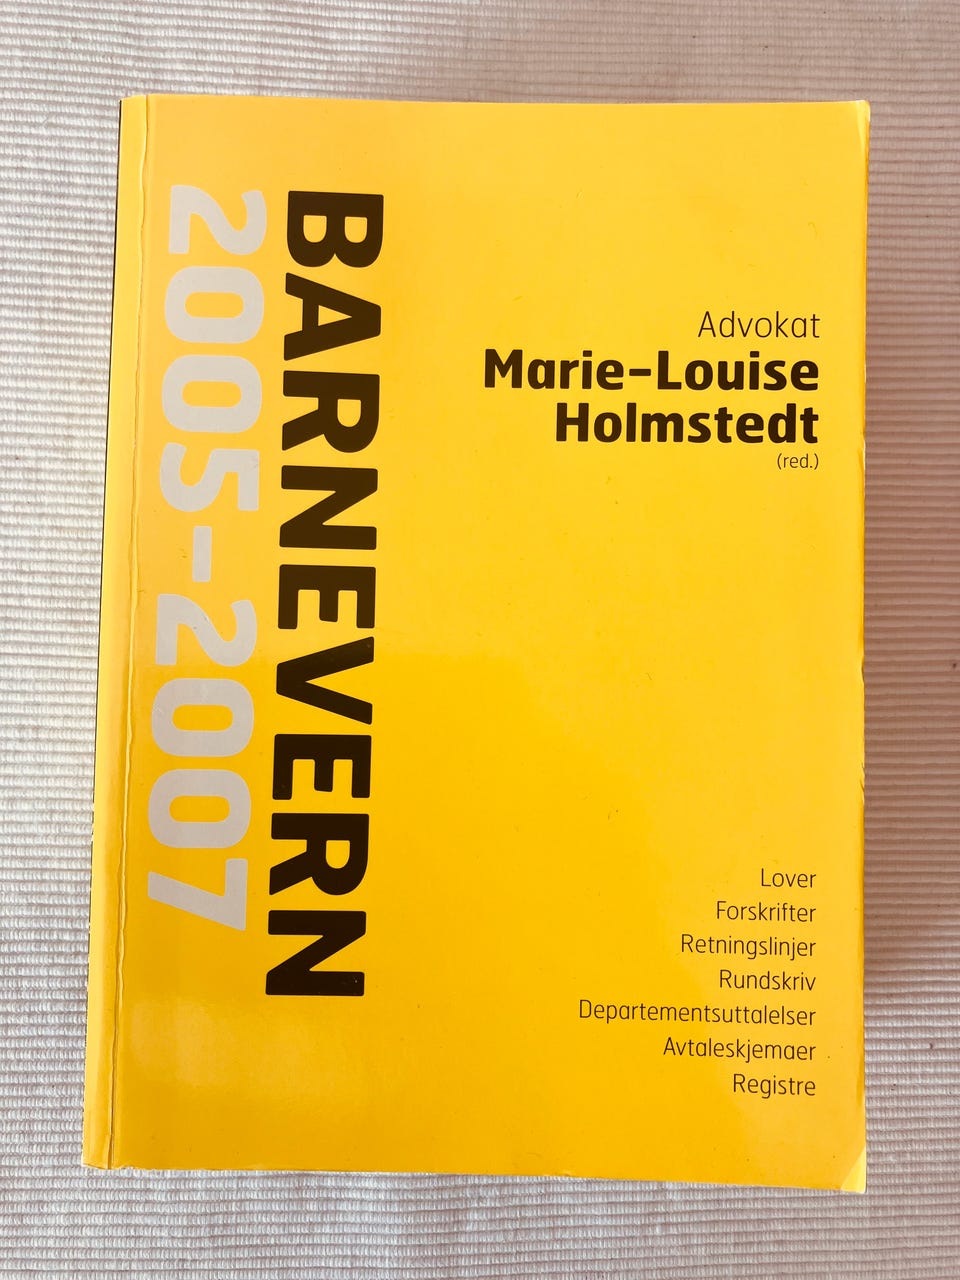 BARNEVERN
2005-2007
Advokat
Marie-Louise
Holmstedt
(red.)
Lover
Forskrifter
Retningslinjer
Rundskriv
Departementsuttalelser
Avtaleskjemaer
Registre